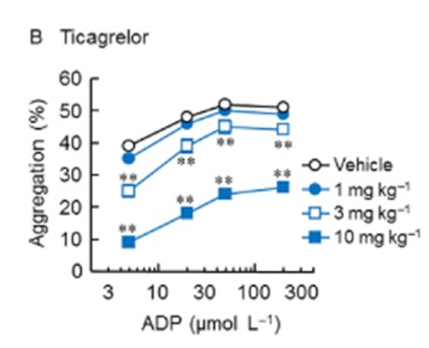 B Ticagrelor
Aggregation (%)
60
50
40
30
20
10
0
**
**
**
**
**
**
**
**
Vehicle
1 mg kg⁻¹
3 mg kg⁻¹
10 mg kg⁻¹
3 10 30 100 300
ADP (µmol L⁻¹)